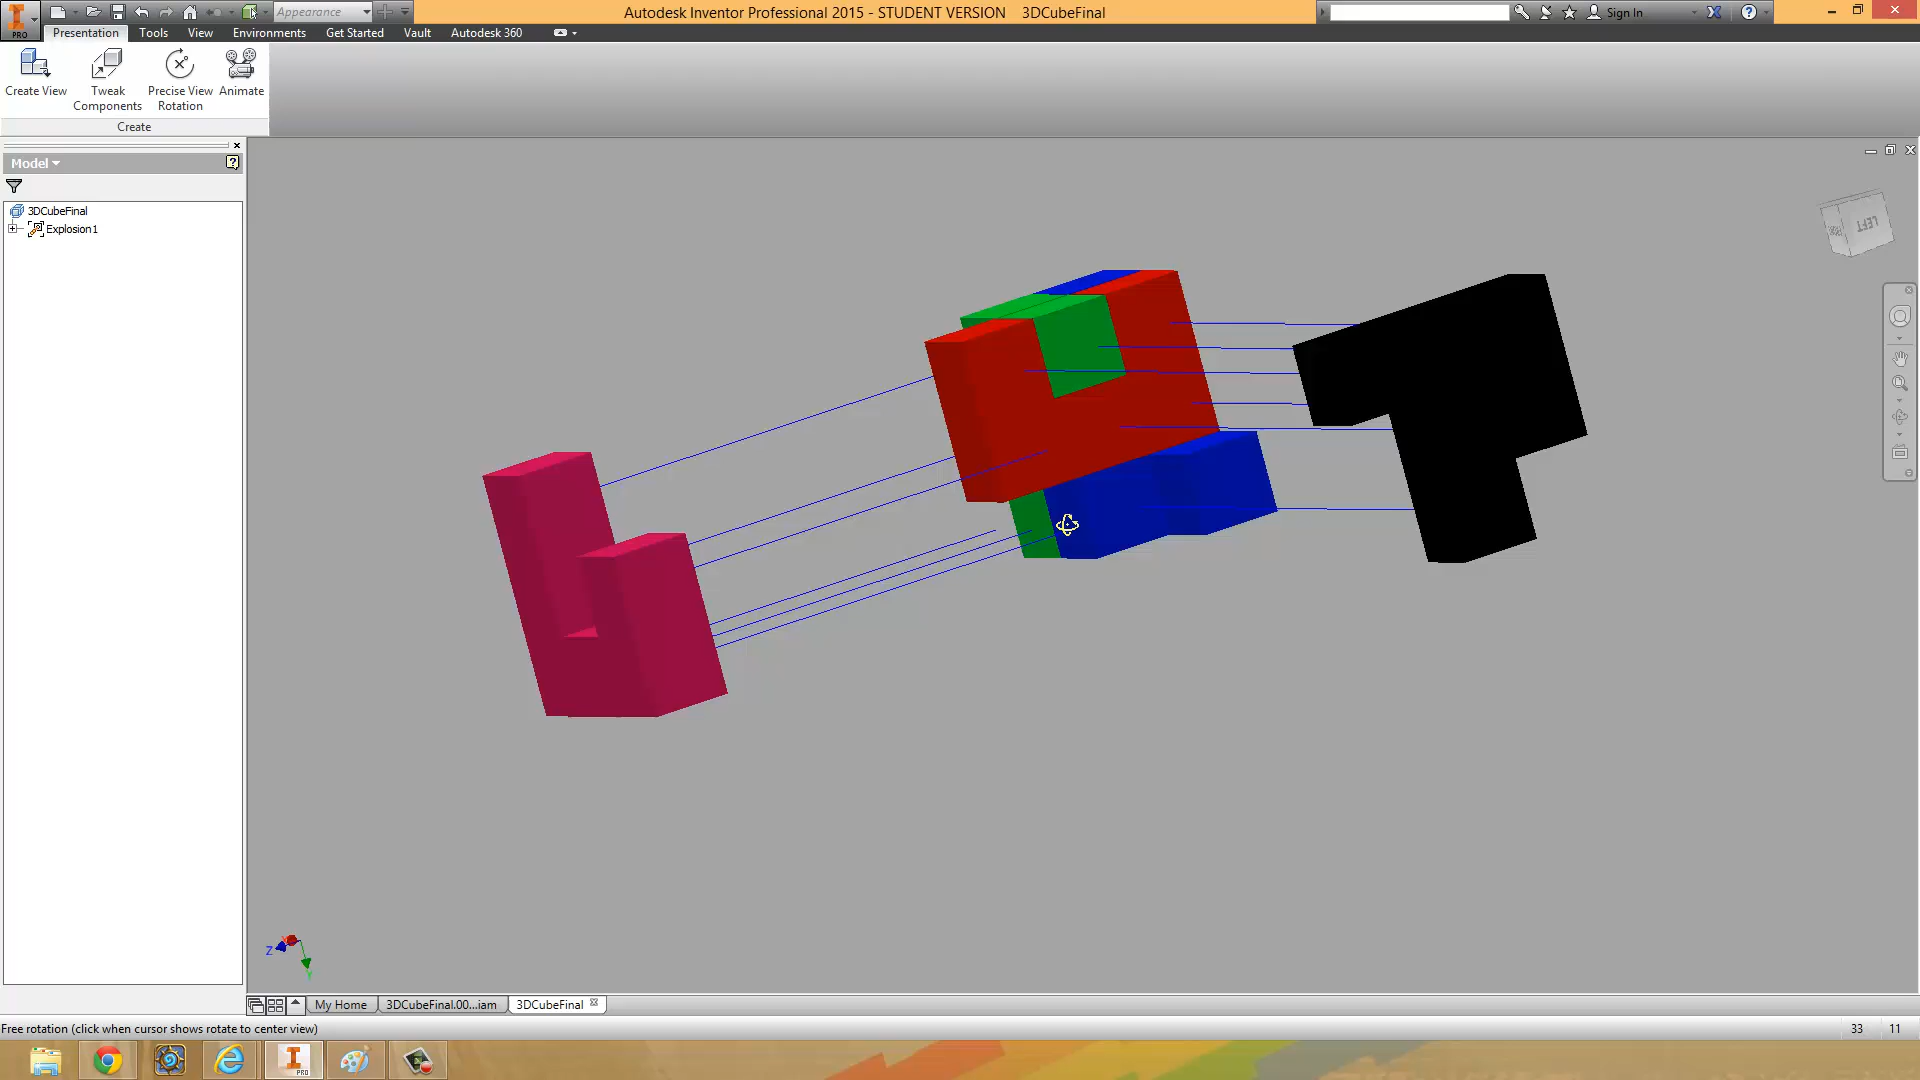 Appearance
Autodesk Inventor Professional 2015 - STUDENT VERSION 3DCubeFinal
Sign In
PRO
Presentation Tools View Environments Get Started Vault Autodesk 360
Create View
Tweak Components
Precise View Rotation
Animate
Create
Model
3DCubeFinal
Explosion1
LEFT
Z
Y
My Home
3DCubeFinal.00...iam
3DCubeFinal
Free rotation (click when cursor shows rotate to center view)
33 11
PRO